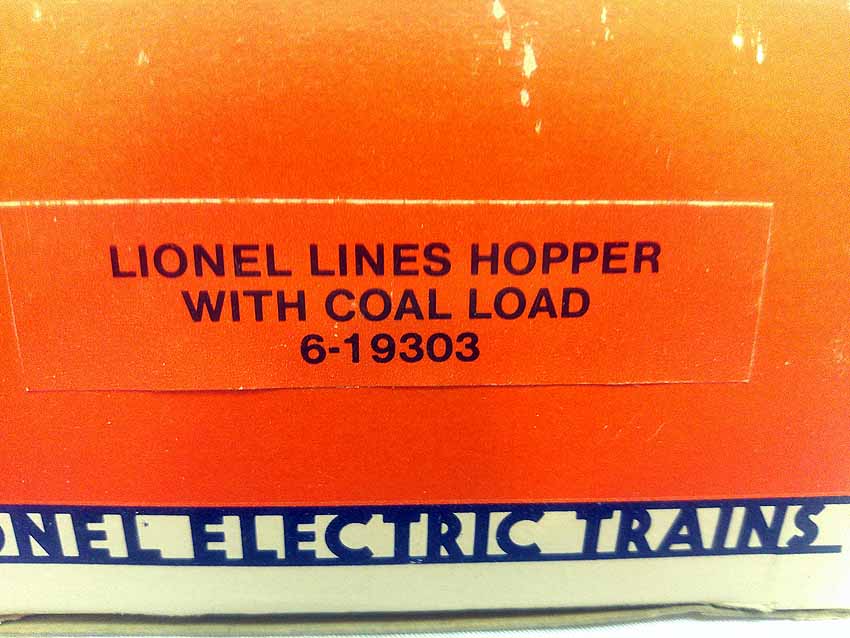 LIONEL LINES HOPPER
WITH COAL LOAD
6-19303
ONEL ELECTRIC TRAINS